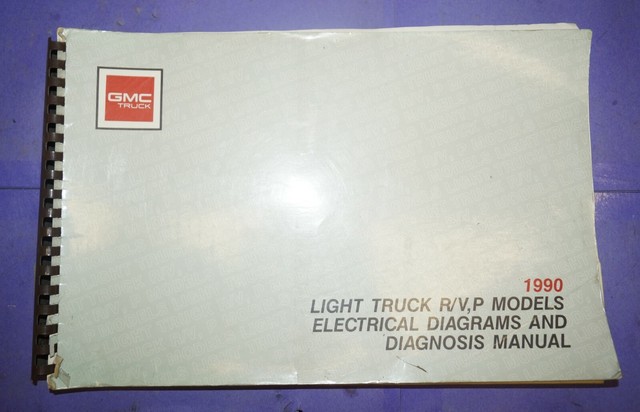 GMC
TRUCK
1990
LIGHT TRUCK R/V,P MODELS
ELECTRICAL DIAGRAMS AND
DIAGNOSIS MANUAL